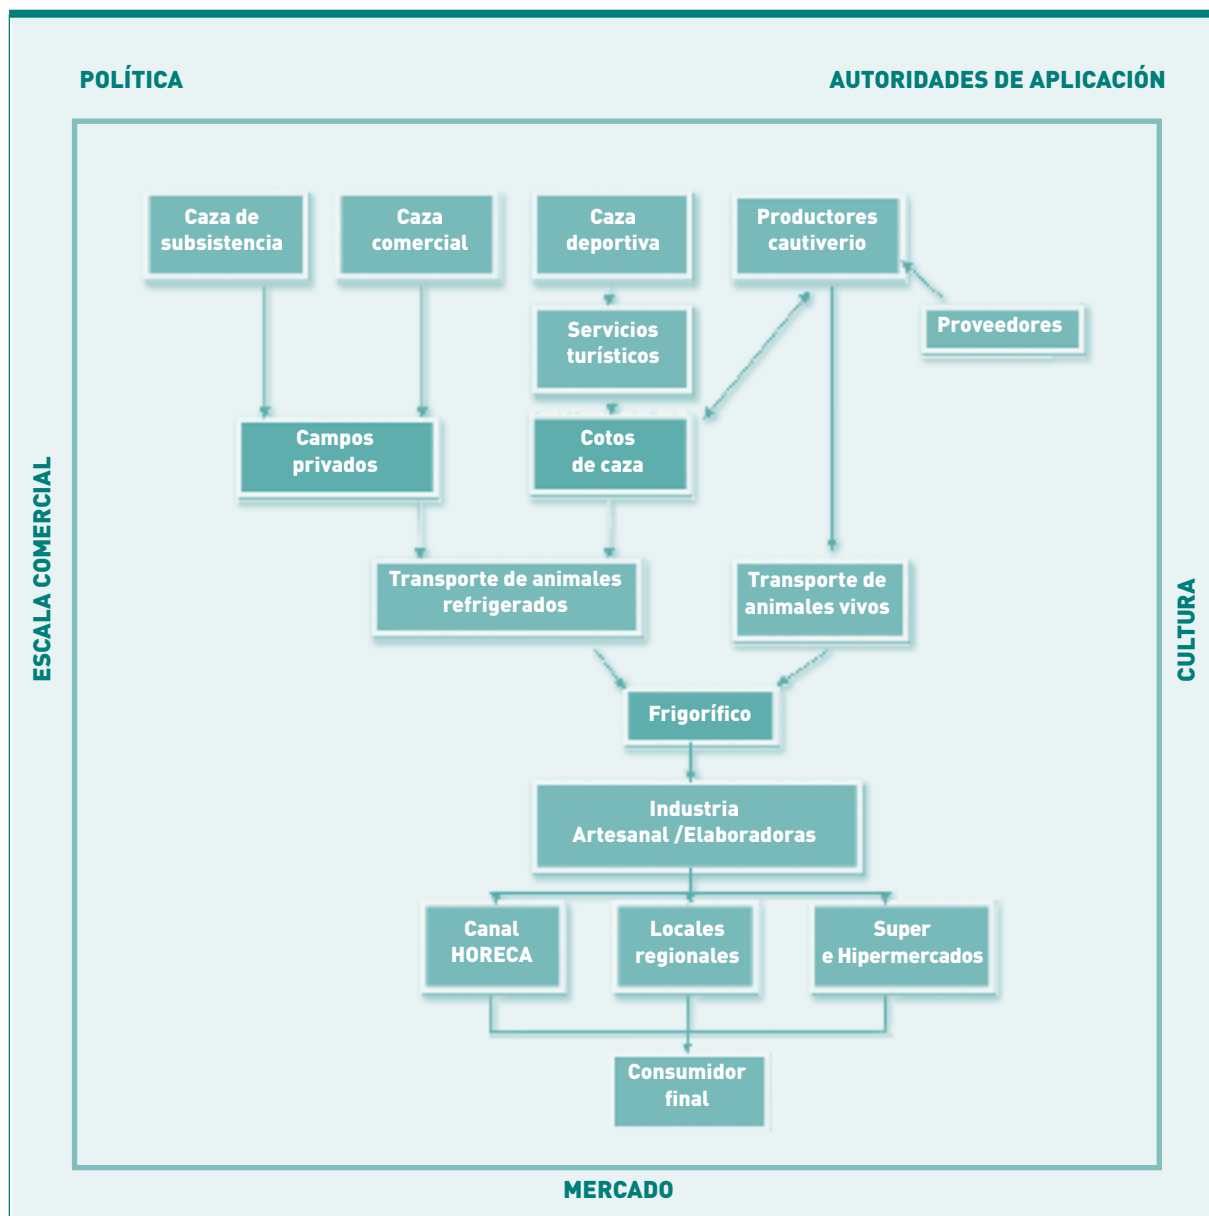 POLÍTICA
AUTORIDADES DE APLICACIÓN
Caza de
subsistencia
Caza
comercial
Caza
deportiva
Productores
cautiverio
Servicios
turísticos
Proveedores
Campos
privados
Cotos
de caza
ESCALA COMERCIAL
CULTURA
Transporte de animales
refrigerados
Transporte de
animales vivos
Frigorífico
Industria
Artesanal /Elaboradoras
Canal
HORECA
Locales
regionales
Super
e Hipermercados
Consumidor
final
MERCADO